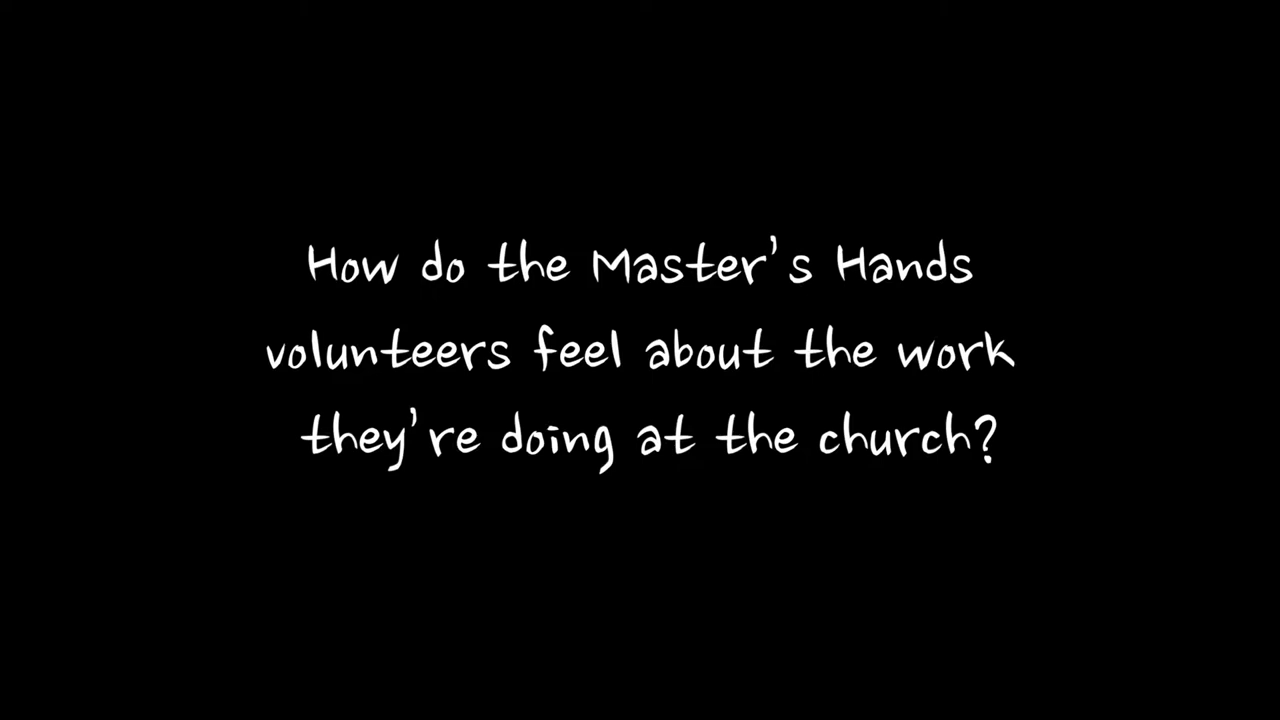 How do the Master's Hands
volunteers feel about the work
they're doing at the church?